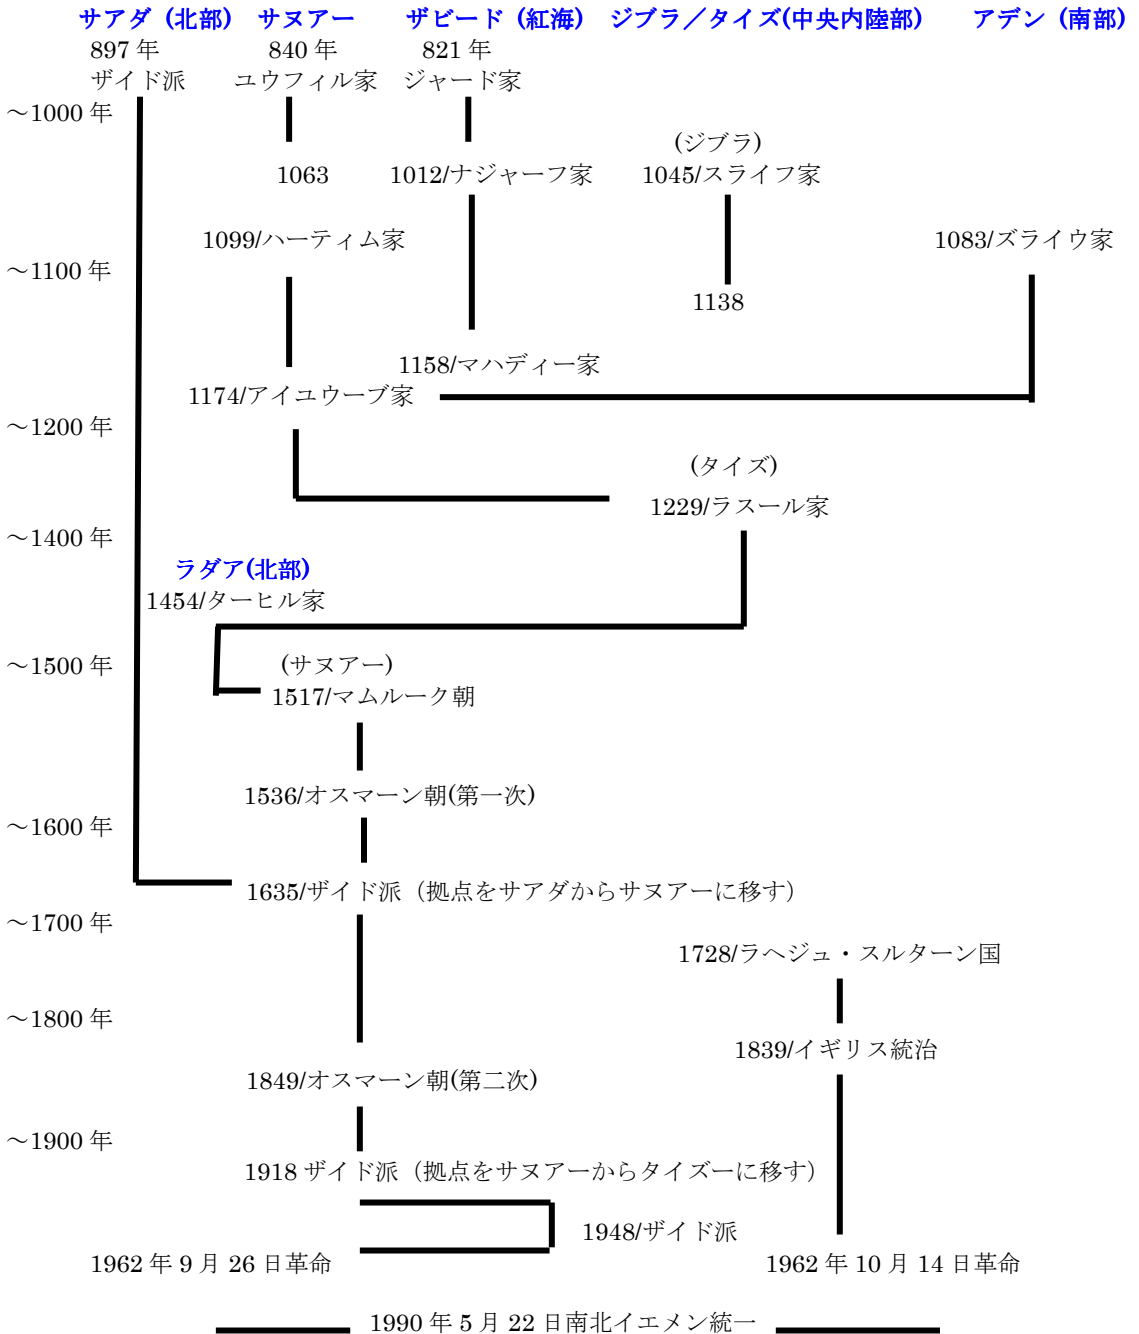 サアダ (北部) サヌアー ザビード (紅海) ジブラ／タイズ(中央内陸部) アデン (南部)
897 年 840 年 821 年
ザイド派 ユウフィル家 ジャード家
～1000 年
(ジブラ)
1063 1012/ナジャーフ家 1045/スライフ家
1099/ハーティム家 1083/ズライウ家
～1100 年
1138
1158/マハディー家
1174/アイユウーブ家
～1200 年
(タイズ)
1229/ラスール家
～1400 年
ラダア(北部)
1454/ターヒル家
～1500 年 (サヌアー)
1517/マムルーク朝
1536/オスマーン朝(第一次)
～1600 年
1635/ザイド派（拠点をサアダからサヌアーに移す）
～1700 年
1728/ラヘジュ・スルターン国
～1800 年
1839/イギリス統治
1849/オスマーン朝(第二次)
～1900 年
1918 ザイド派（拠点をサヌアーからタイズーに移す）
1948/ザイド派
1962 年 9 月 26 日革命 1962 年 10 月 14 日革命
1990 年 5 月 22 日南北イエメン統一